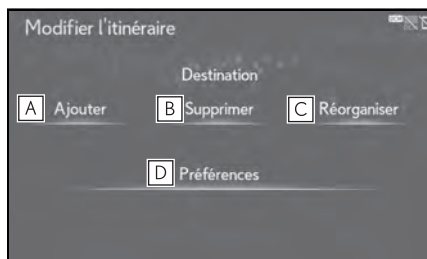 Modifier l'itinéraire
Destination
A Ajouter B Supprimer C Réorganiser
D Préférences